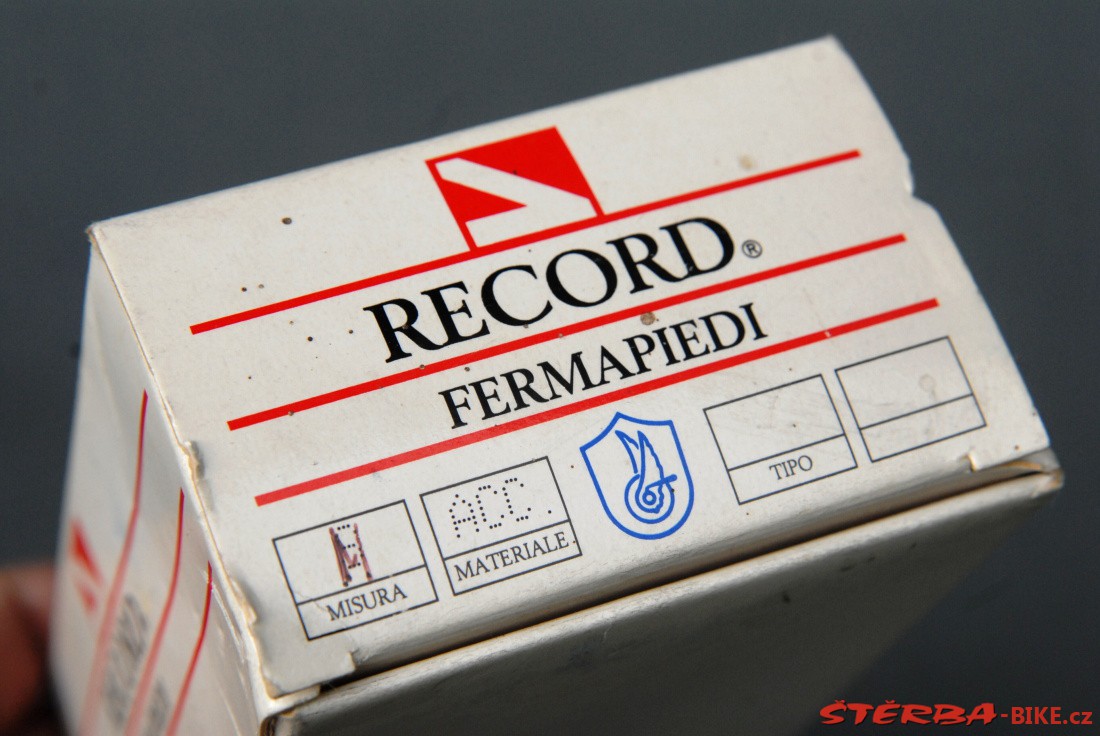 RECORD®
FERMAPIEDI
ACC.
MISURA
MATERIALE
TIPO
ŠTĚRBA-BIKE.cz